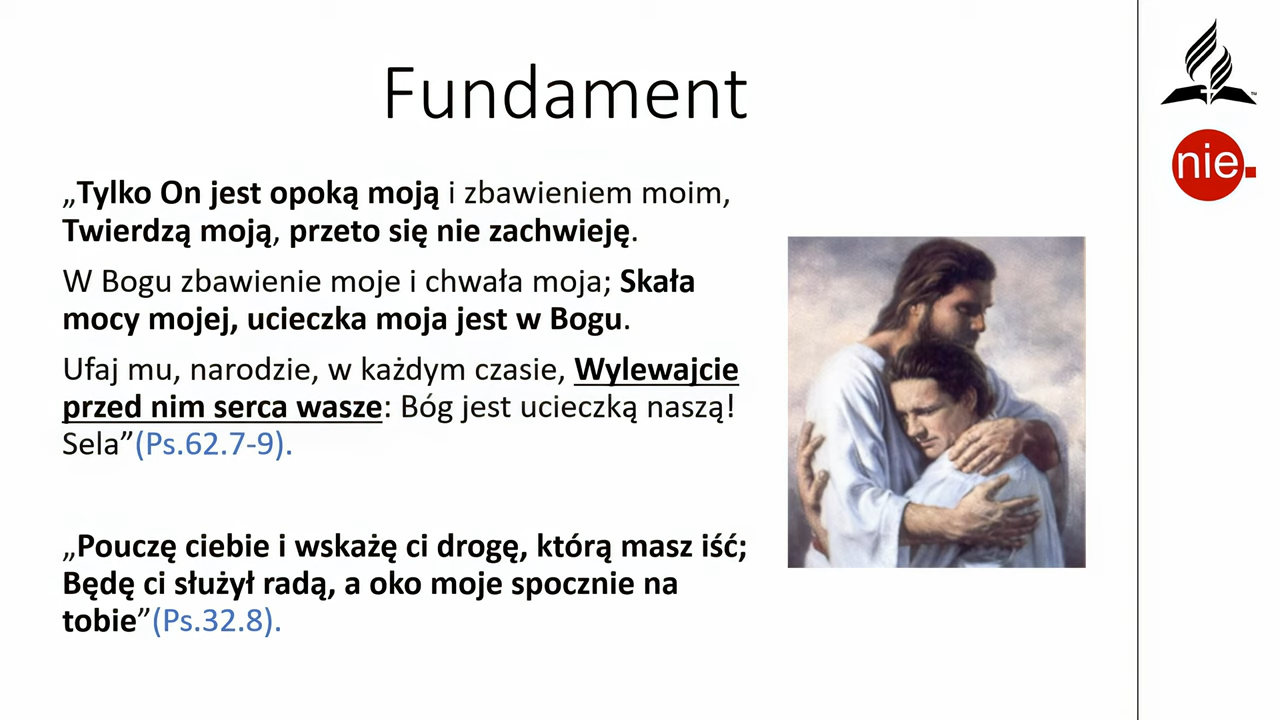 Fundament
„Tylko On jest opoką moją i zbawieniem moim,
Twierdzą moją, przeto się nie zachwieję.
W Bogu zbawienie moje i chwała moja; Skała
mocy mojej, ucieczka moja jest w Bogu.
Ufaj mu, narodzie, w każdym czasie, Wylewajcie
przed nim serca wasze: Bóg jest ucieczką naszą!
Sela”(Ps.62.7-9).
„Pouczę ciebie i wskażę ci drogę, którą masz iść;
Będę ci służył radą, a oko moje spocznie na
tobie”(Ps.32.8).
TM
nie.